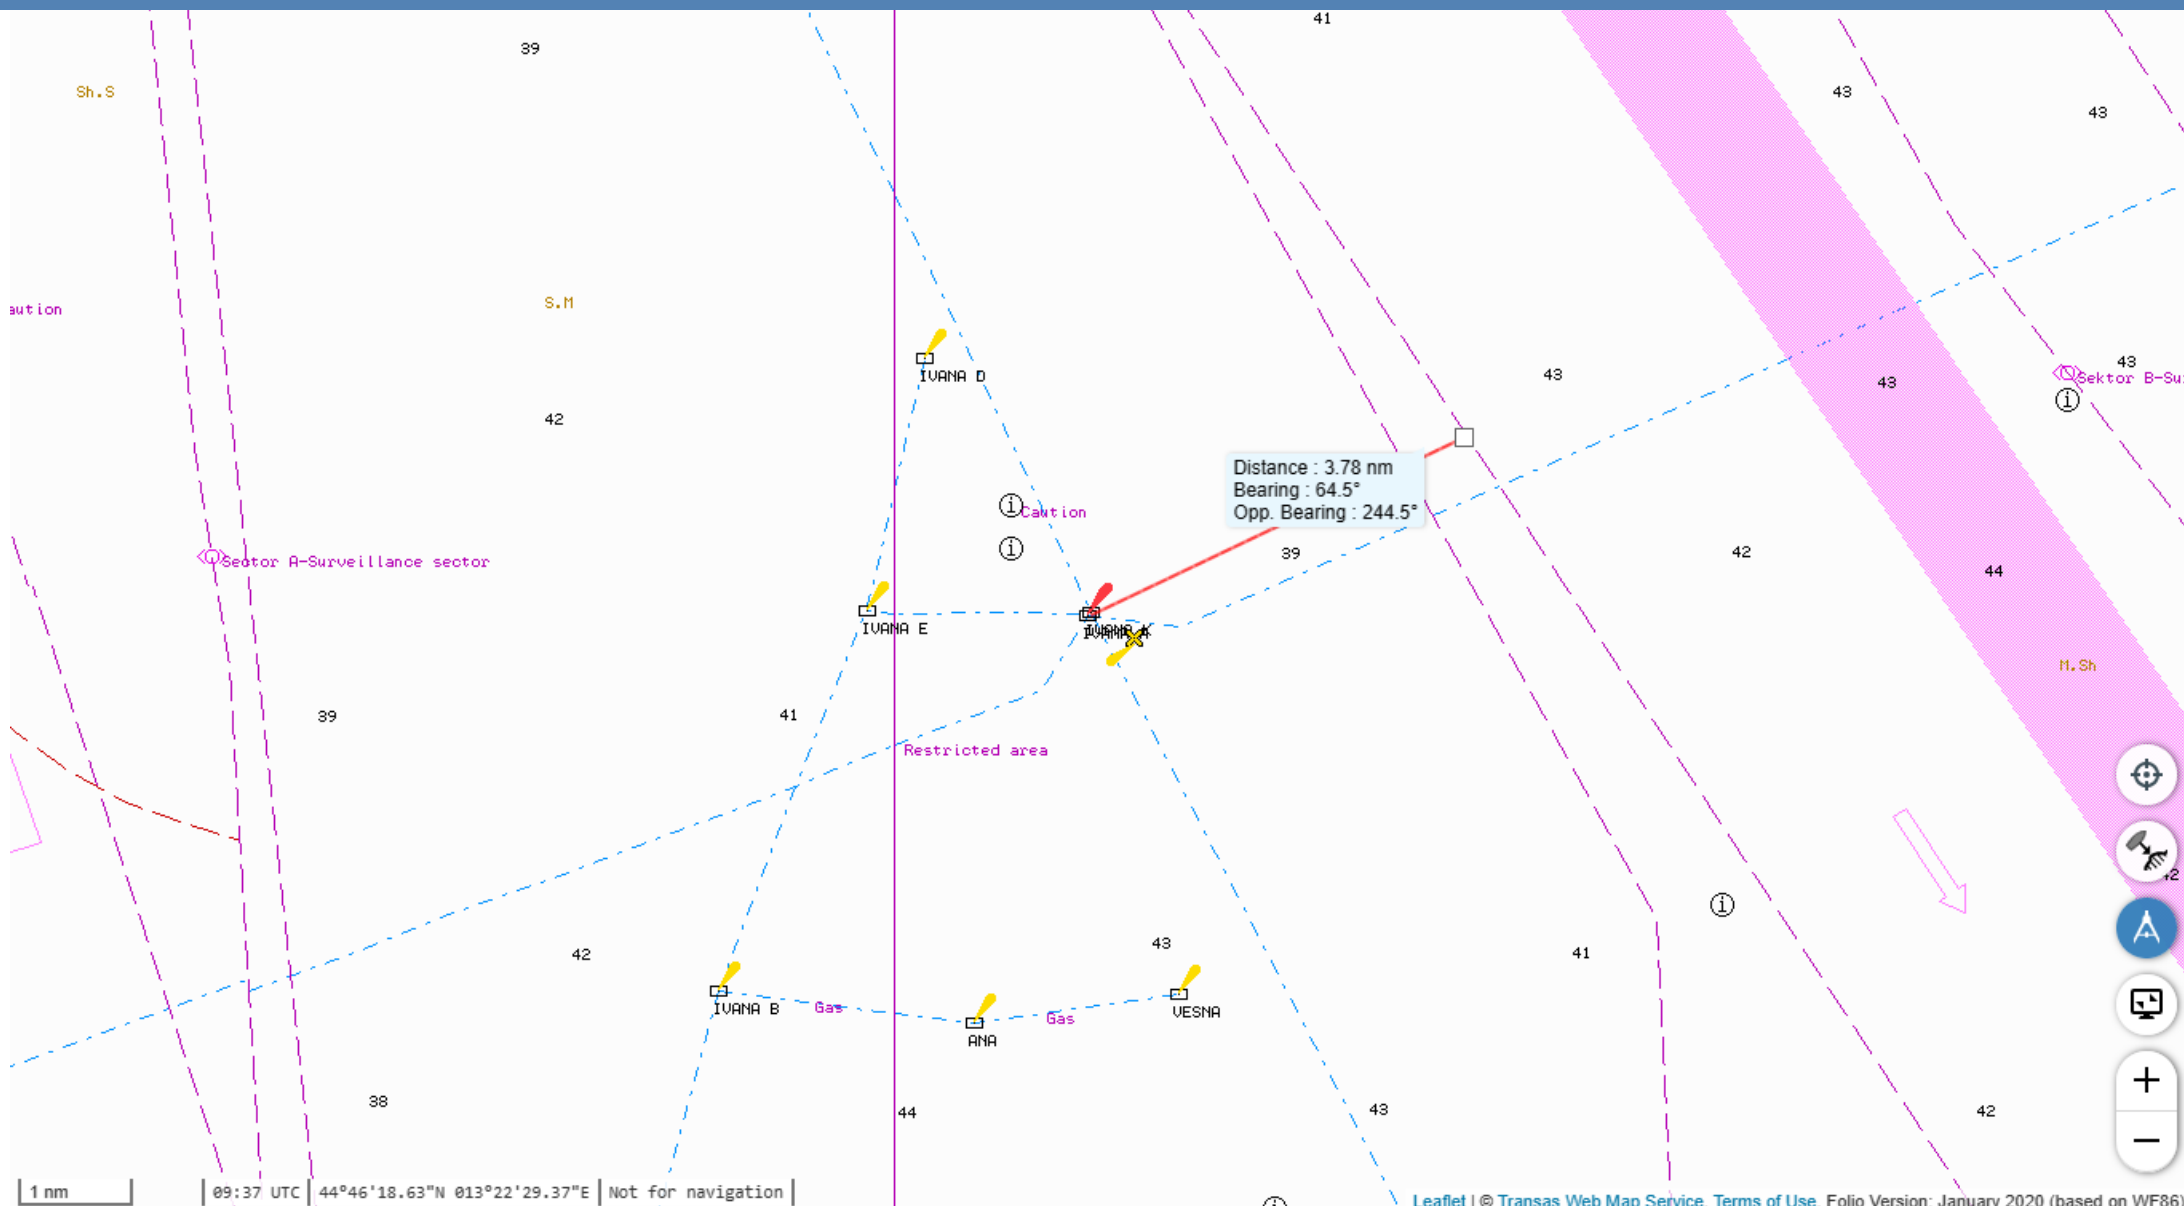 41
39
Sh.S
43
43
aution
S.M
IVANA D
42
43
43
43
Sektor B-Su
Distance : 3.78 nm
Bearing : 64.5°
Opp. Bearing : 244.5°
Caution
39
42
44
Sector A-Surveillance sector
IVANA E
M.Sh
39
41
Restricted area
42
43
41
42
IVANA B
Gas
Gas
VESNA
ANA
38
44
43
42
+
−
1 nm
09:37 UTC
44°46'18.63"N 013°22'29.37"E
Not for navigation
Leaflet | © Transas Web Map Service. Terms of Use. Folio Version: January 2020 (based on WF86)